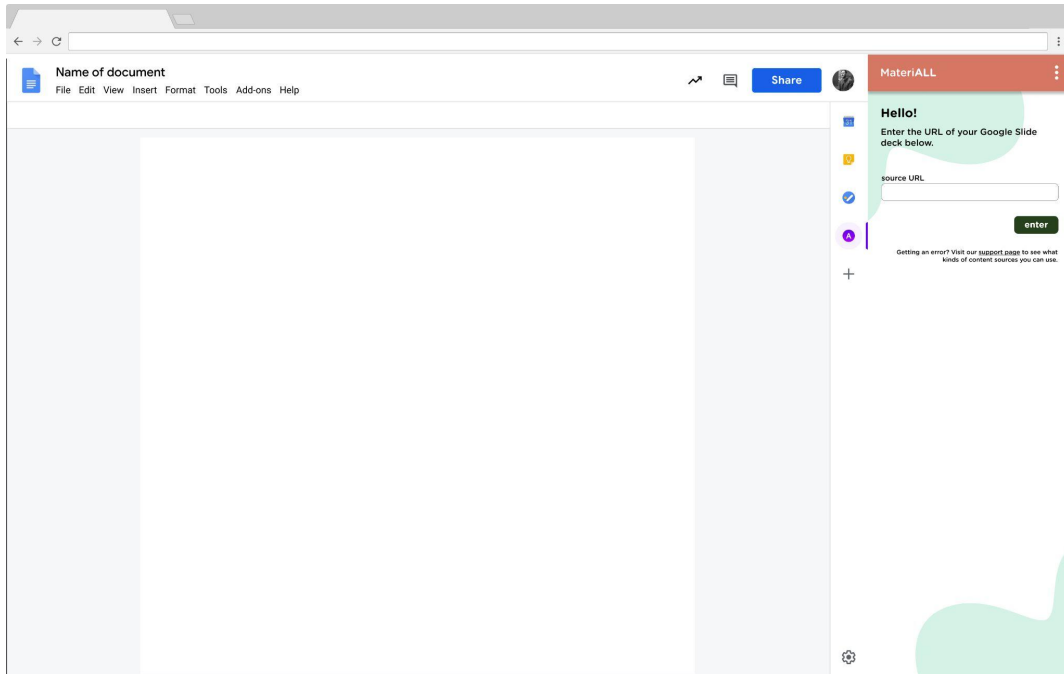 Name of document
File Edit View Insert Format Tools Add-ons Help
Share
MateriALL
Hello!
Enter the URL of your Google Slide
deck below.
source URL
enter
A
Getting an error? Visit our support page to see what
kinds of content sources you can use.